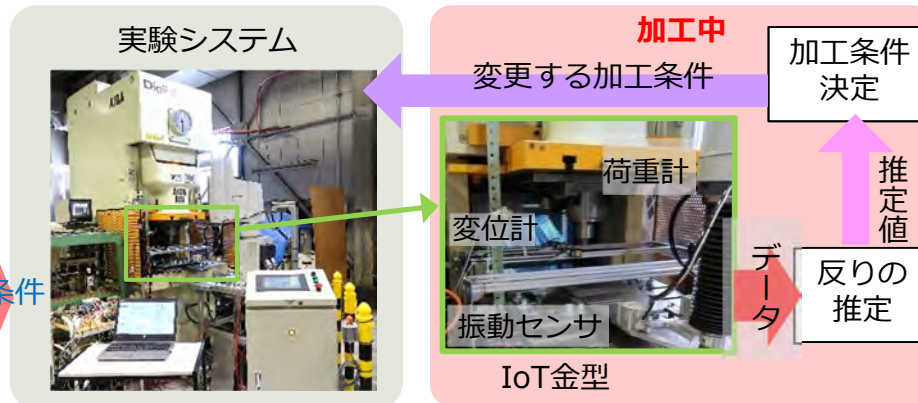 実験システム
AIDA
Digital
条件
加工中
変更する加工条件
加工条件
決定
荷重計
変位計
振動センサ
IoT金型
データ
反りの
推定
推定値